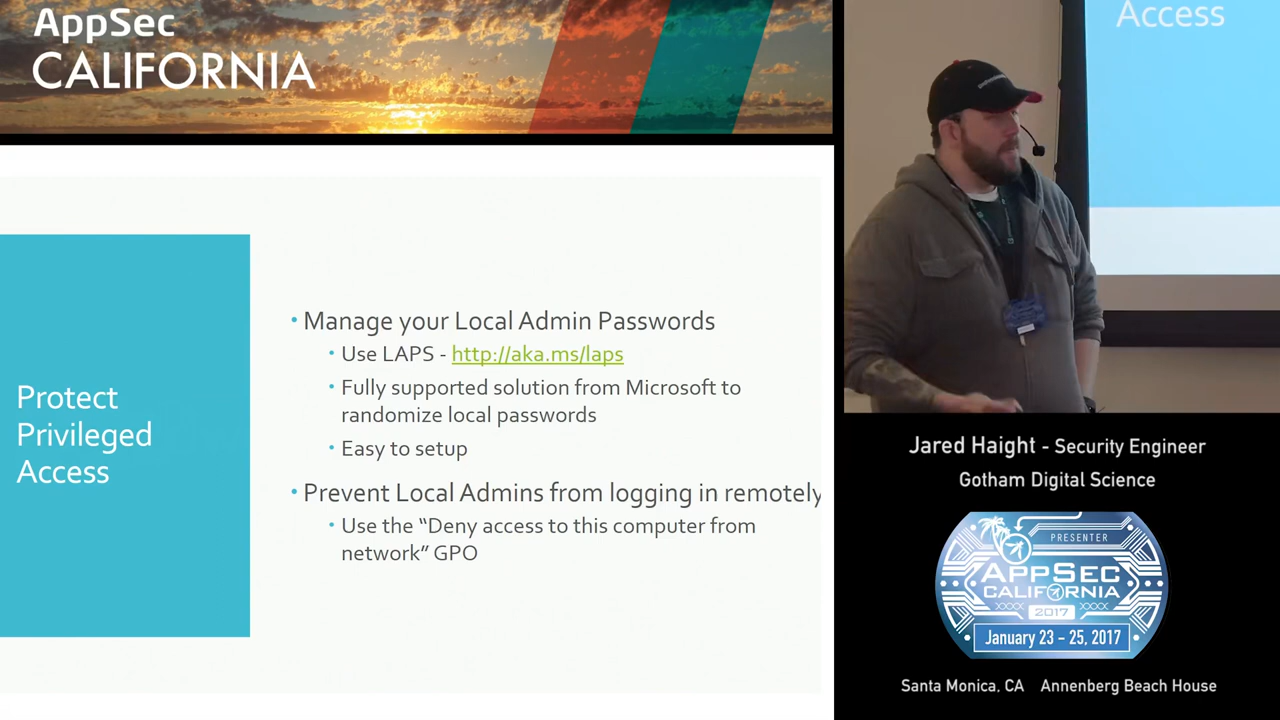 AppSec
CALIFORNIA
Protect
Privileged
Access
• Manage your Local Admin Passwords
• Use LAPS - http://aka.ms/laps
• Fully supported solution from Microsoft to
randomize local passwords
• Easy to setup
• Prevent Local Admins from logging in remotely
• Use the “Deny access to this computer from
network” GPO
Access
Jared Haight - Security Engineer
Gotham Digital Science
PRESENTER
APPSEC
CALIFORNIA
2017
January 23 - 25, 2017
Santa Monica, CA Annenberg Beach House